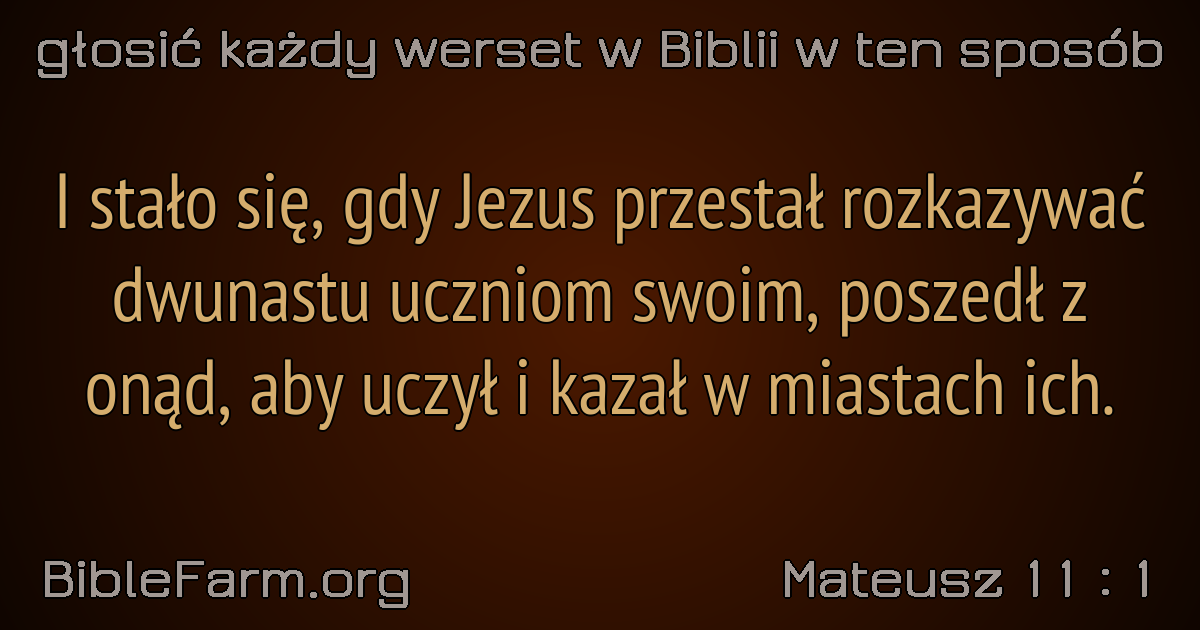 głosić każdy werset w Biblii w ten sposób
I stało się, gdy Jezus przestał rozkazywać
dwunastu uczniom swoim, poszedł z
onąd, aby uczył i kazał w miastach ich.
BibleFarm.org
Mateusz 11 : 1